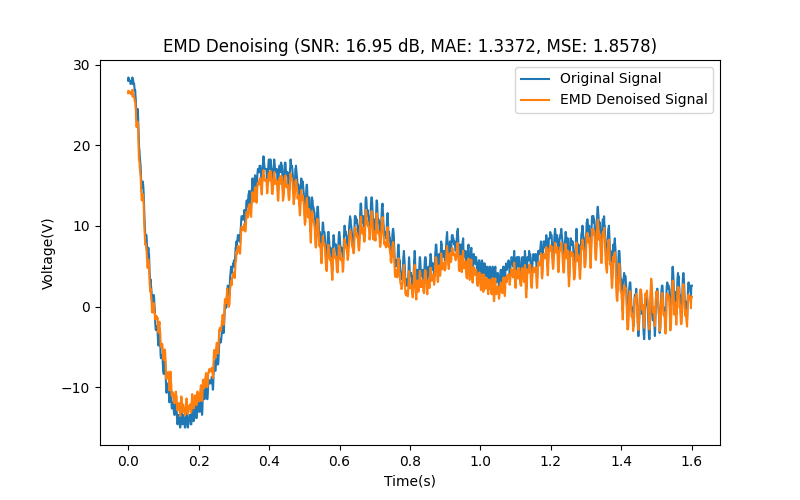 EMD Denoising (SNR: 16.95 dB, MAE: 1.3372, MSE: 1.8578)
Original Signal
EMD Denoised Signal
Voltage(V)
30
20
10
0
−10
0.0 0.2 0.4 0.6 0.8 1.0 1.2 1.4 1.6
Time(s)